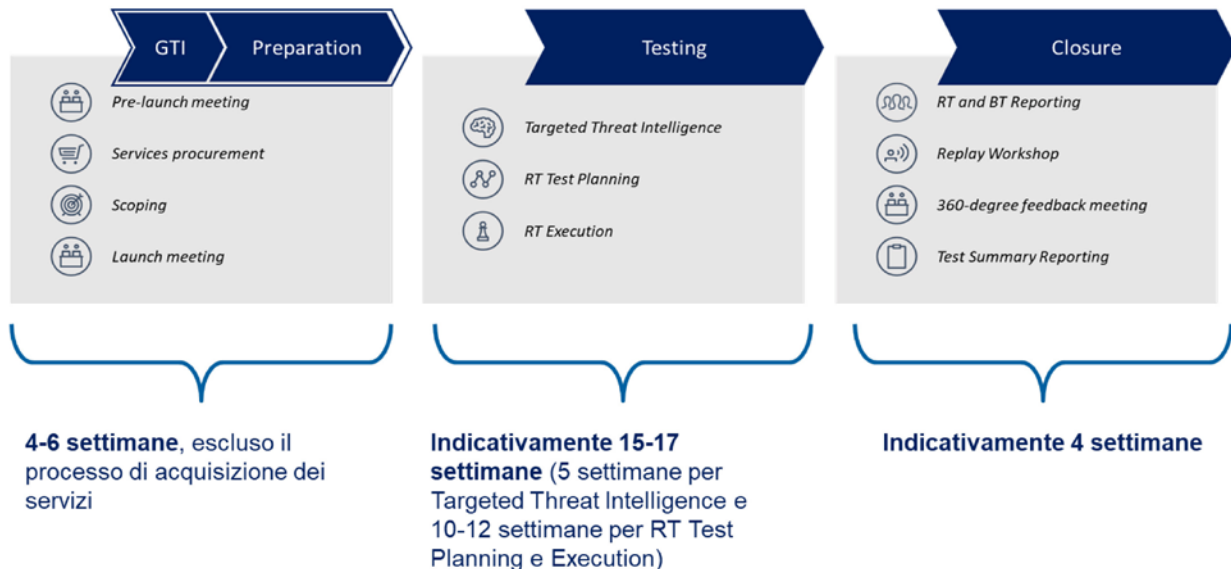 GTI
Preparation
Pre-launch meeting
Services procurement
Scoping
Launch meeting
4-6 settimane, escluso il
processo di acquisizione dei
servizi
Testing
Targeted Threat Intelligence
RT Test Planning
RT Execution
Indicativamente 15-17
settimane (5 settimane per
Targeted Threat Intelligence e
10-12 settimane per RT Test
Planning e Execution)
Closure
RT and BT Reporting
Replay Workshop
360-degree feedback meeting
Test Summary Reporting
Indicativamente 4 settimane